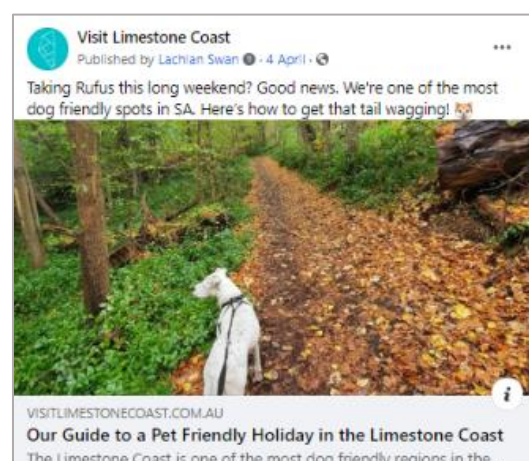 Visit Limestone Coast
Published by Lachlan Swan · 4 April ·
Taking Rufus this long weekend? Good news. We're one of the most
dog friendly spots in SA. Here's how to get that tail wagging!
VISITLIMESTONECOAST.COM.AU
Our Guide to a Pet Friendly Holiday in the Limestone Coast
The Limestone Coast is one of the most dog friendly regions in the